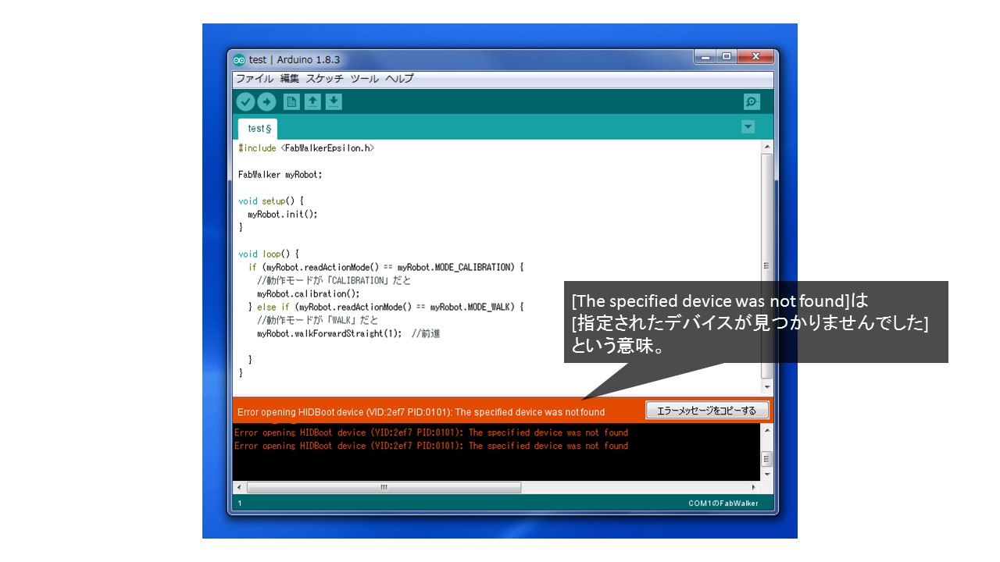 test | Arduino 1.8.3
ファイル 編集 スケッチ ツール ヘルプ
test§
#include <FabWalkerEpsilon.h>
FabWalker myRobot;
void setup() {
myRobot.init();
}
void loop() {
if (myRobot.readActionMode() == myRobot.MODE_CALIBRATION) {
//動作モードが「CALIBRATION」だと
myRobot.calibration();
} else if (myRobot.readActionMode() == myRobot.MODE_WALK) {
//動作モードが「WALK」だと
myRobot.walkForwardStraight(1); //前進
}
}
[The specified device was not found]は
[指定されたデバイスが見つかりませんでした]
という意味。
Error opening HIDBoot device (VID:2ef7 PID:0101): The specified device was not found
エラーメッセージをコピーする
Error opening HIDBoot device (VID:2ef7 PID:0101): The specified device was not found
Error opening HIDBoot device (VID:2ef7 PID:0101): The specified device was not found
1
COM1のFabWalker